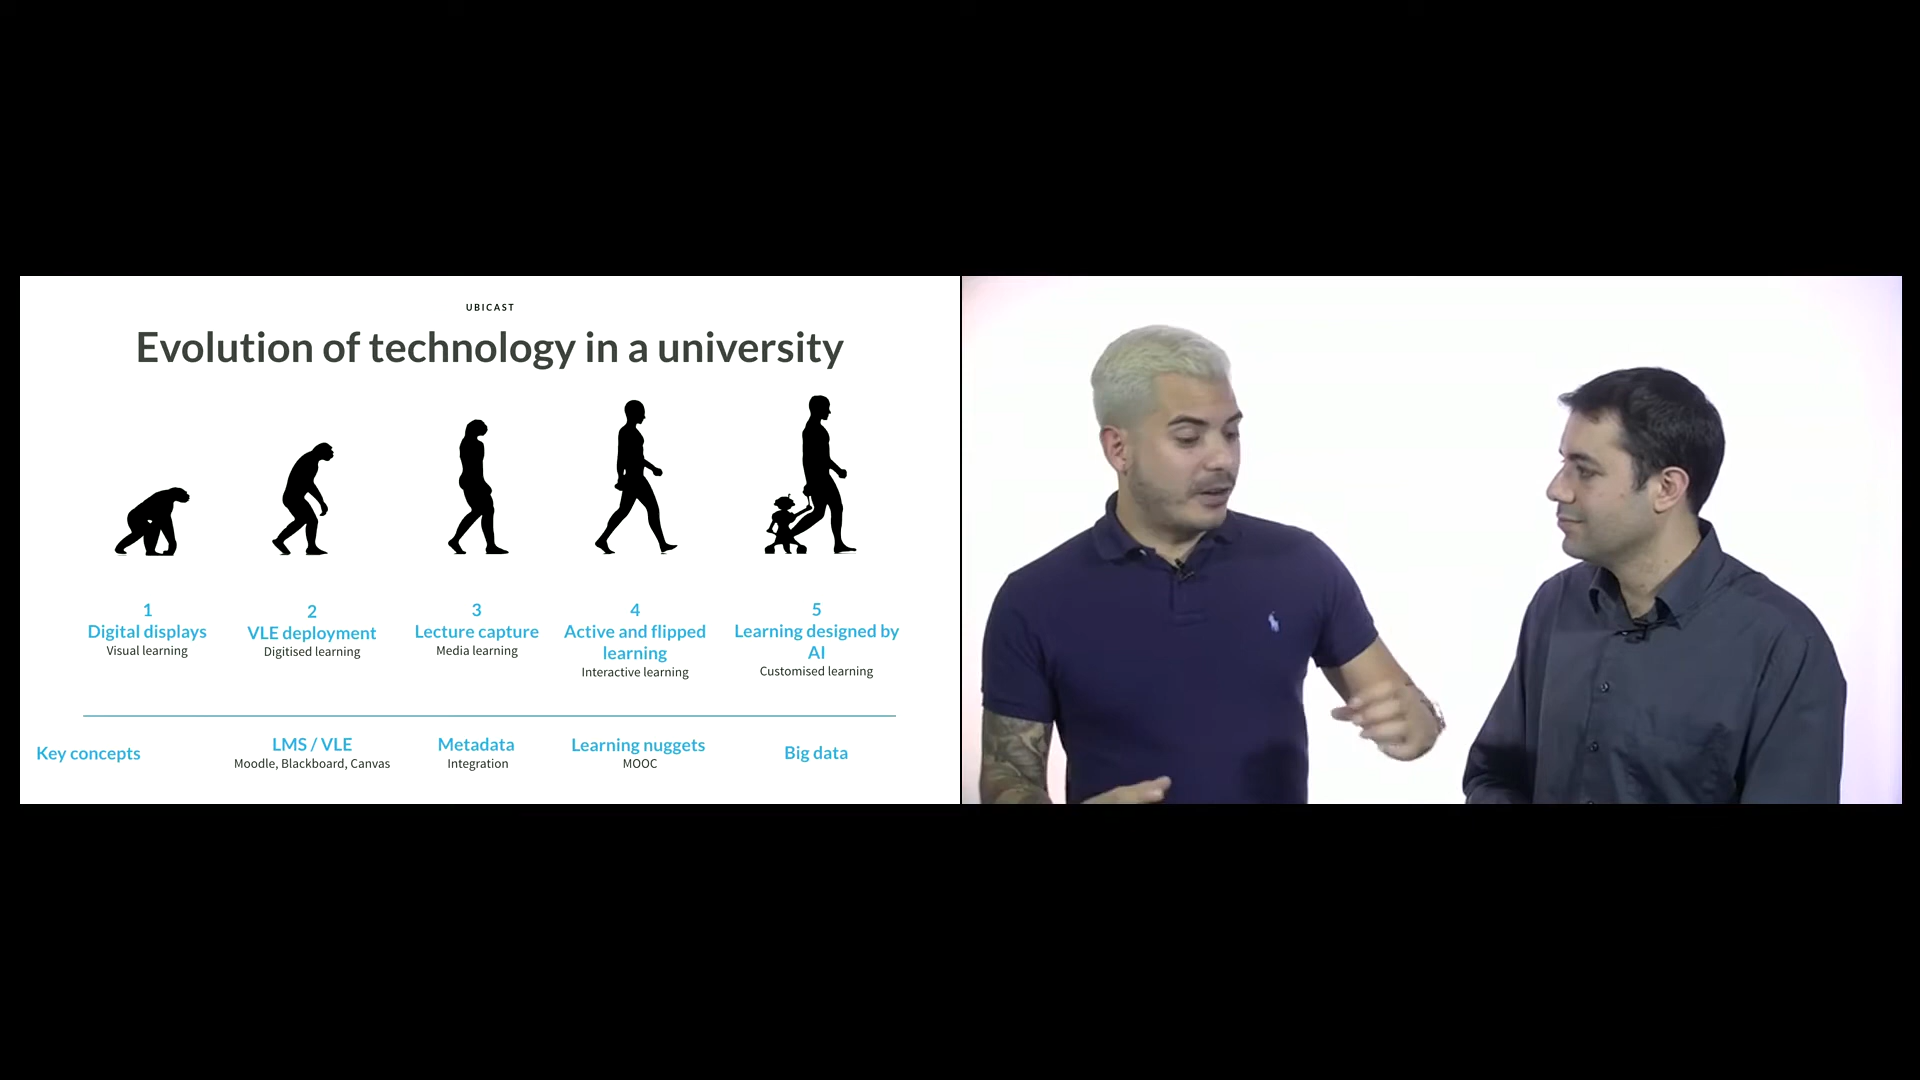 UBICAST
Evolution of technology in a university
1
Digital displays
Visual learning
2
VLE deployment
Digitised learning
3
Lecture capture
Media learning
4
Active and flipped
learning
Interactive learning
5
Learning designed by
AI
Customised learning
Key concepts
LMS / VLE
Moodle, Blackboard, Canvas
Metadata
Integration
Learning nuggets
MOOC
Big data